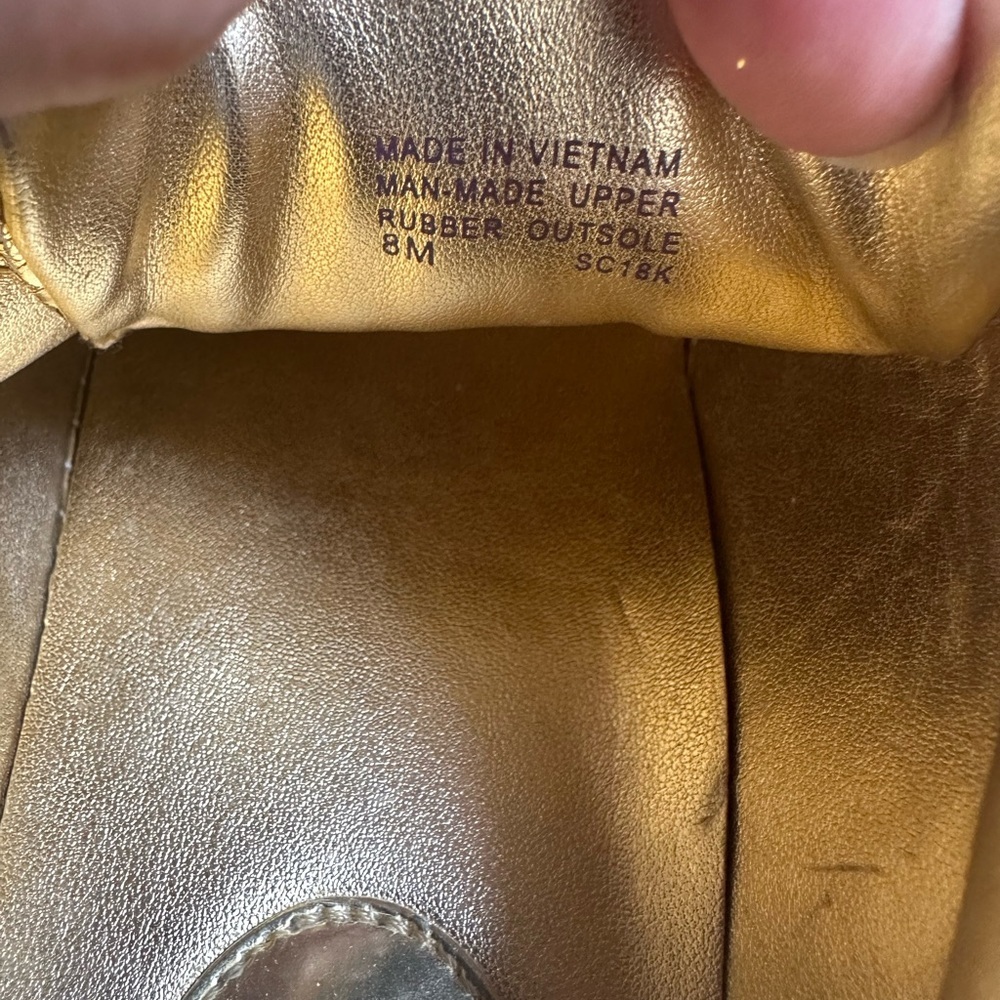 MADE IN VIETNAM
MAN-MADE UPPER
RUBBER OUTSOLE
8M SC18K